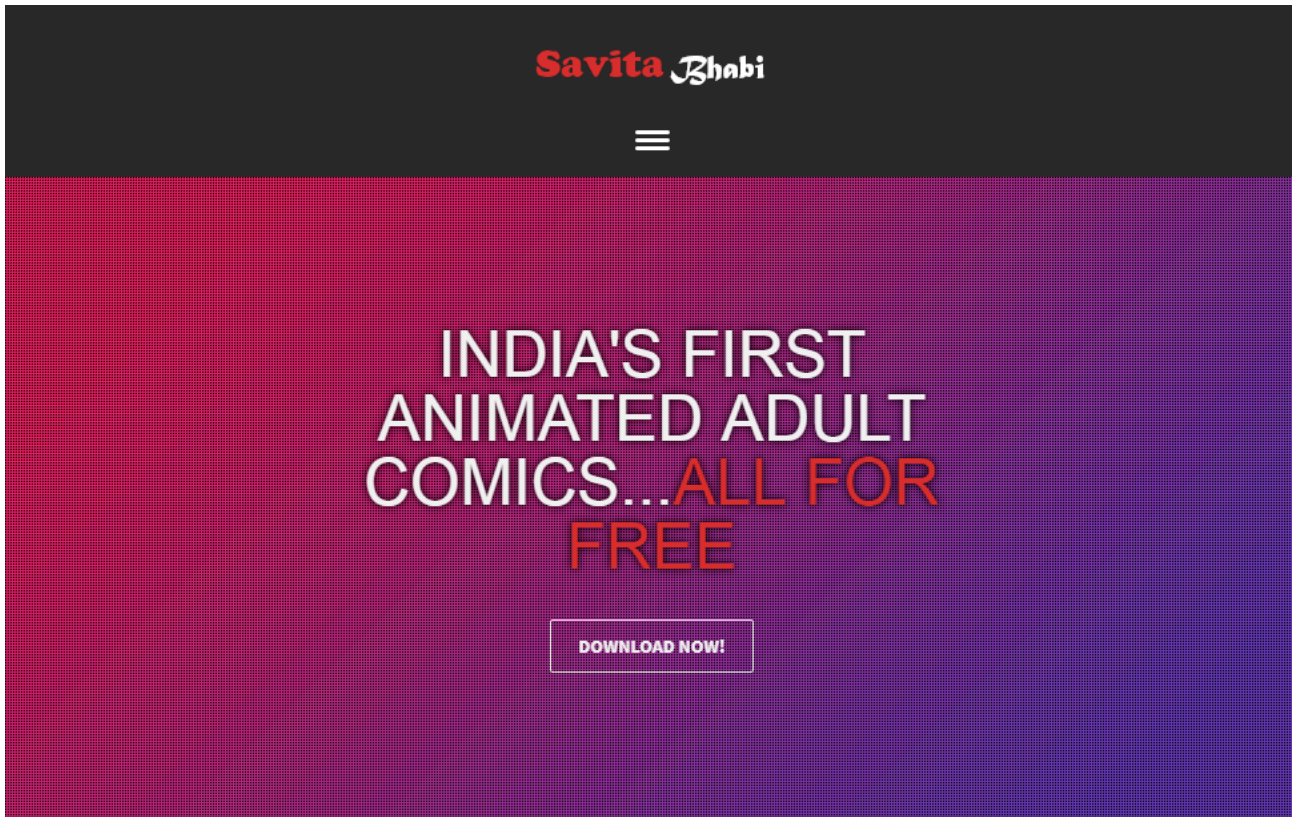 Savita Bhabi
INDIA'S FIRST
ANIMATED ADULT
COMICS...ALL FOR
FREE
DOWNLOAD NOW!